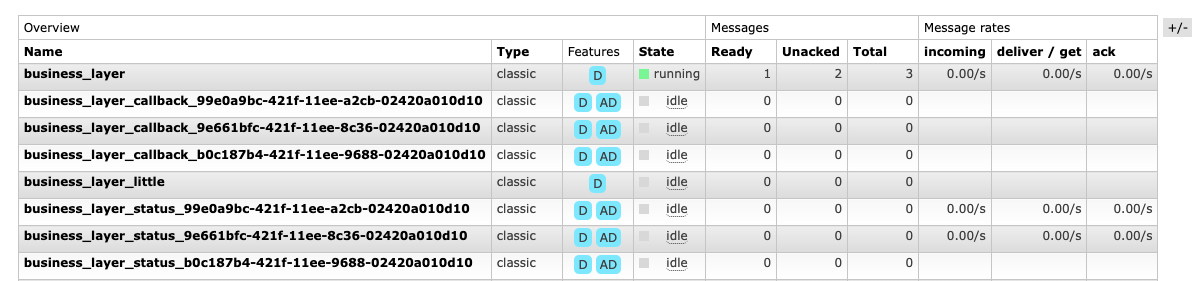 Overview Messages Message rates +/-
Name Type Features State Ready Unacked Total incoming deliver / get ack
business_layer classic D running 1 2 3 0.00/s 0.00/s 0.00/s
business_layer_callback_99e0a9bc-421f-11ee-a2cb-02420a010d10 classic D AD idle 0 0 0
business_layer_callback_9e661bfc-421f-11ee-8c36-02420a010d10 classic D AD idle 0 0 0
business_layer_callback_b0c187b4-421f-11ee-9688-02420a010d10 classic D AD idle 0 0 0
business_layer_little classic D idle 0 0 0
business_layer_status_99e0a9bc-421f-11ee-a2cb-02420a010d10 classic D AD idle 0 0 0 0.00/s 0.00/s 0.00/s
business_layer_status_9e661bfc-421f-11ee-8c36-02420a010d10 classic D AD idle 0 0 0 0.00/s 0.00/s 0.00/s
business_layer_status_b0c187b4-421f-11ee-9688-02420a010d10 classic D AD idle 0 0 0